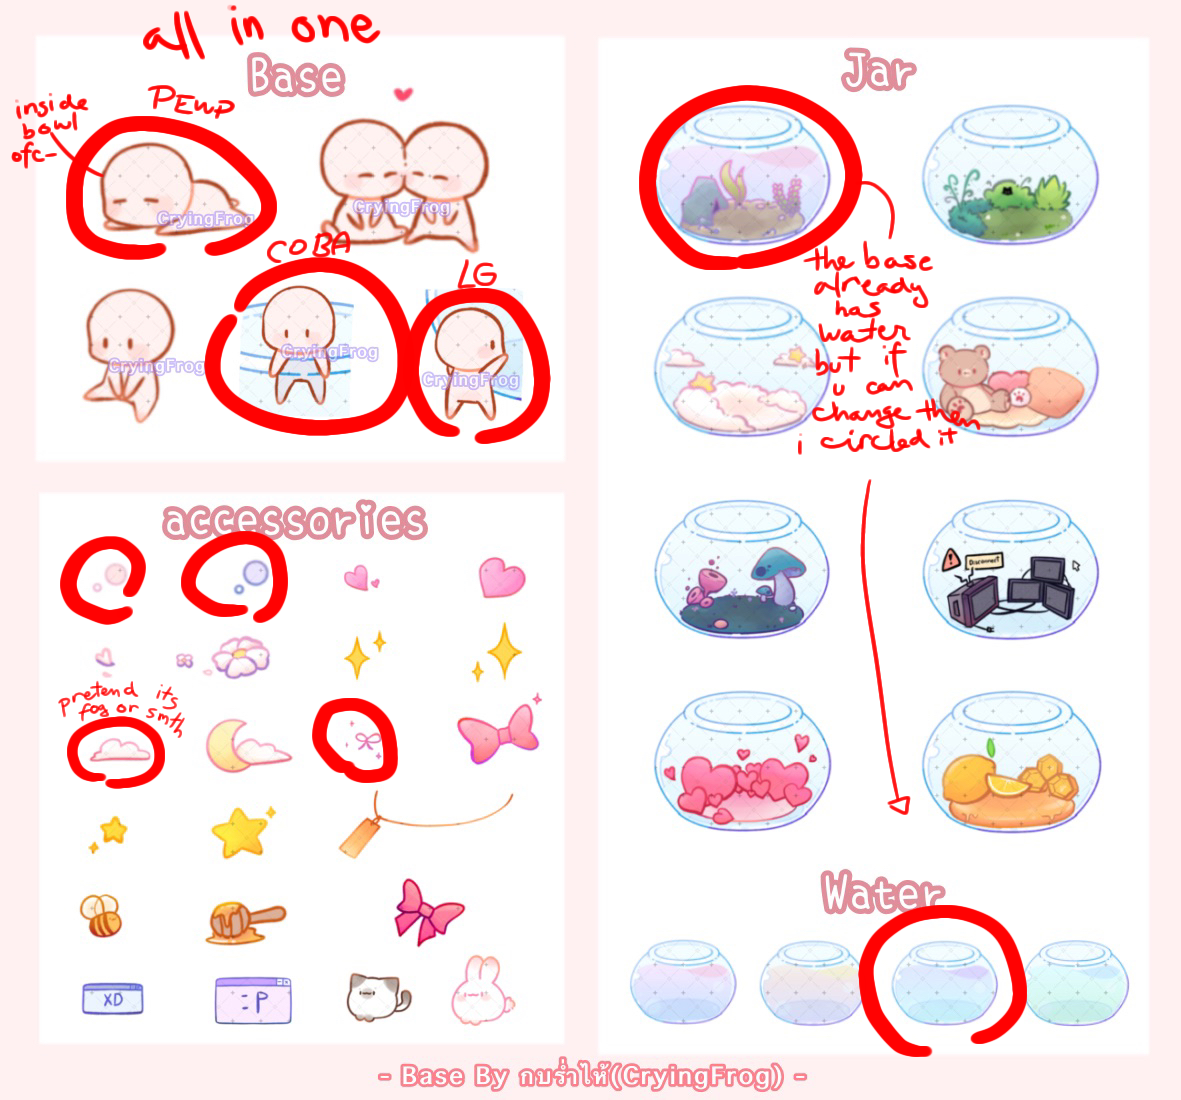 all in one
Base
inside
bowl
ofc-
PEWP
CryingFrog
CryingFrog
COBA
LG
CryingFrog
CryingFrog
CryingFrog
accessories
pretend its
fog or smth
XD
:P
Jar
the base
already
has
water
but if
u can
change then
i circled it
Disconnect
Water
- Base By กบร่ำไห้(CryingFrog) -